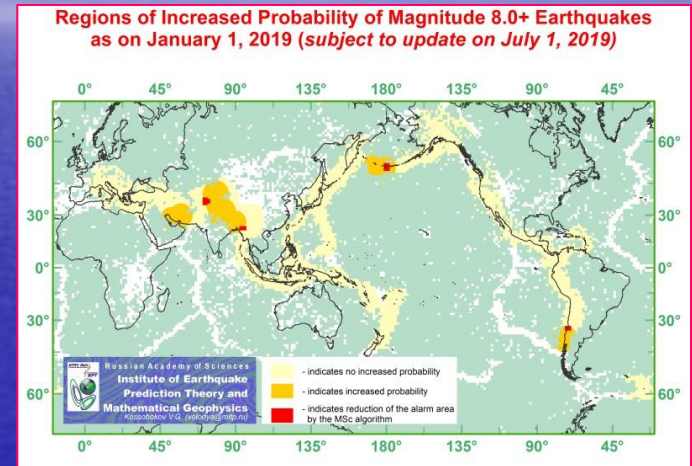 Regions of Increased Probability of Magnitude 8.0+ Earthquakes
as on January 1, 2019 (subject to update on July 1, 2019)
0° 45° 90° 135° 180° 135° 90° 45°
60° 60°
30° 30°
0° 0°
30° 30°
60° 60°
Russian Academy of Sciences
Institute of Earthquake
Prediction Theory and
Mathematical Geophysics
Kossobokov V.G. (volodya@mitp.ru)
- indicates no increased probability
- indicates increased probability
- indicates reduction of the alarm area
by the MSc algorithm
0° 45° 90° 135° 180° 135° 90° 45°